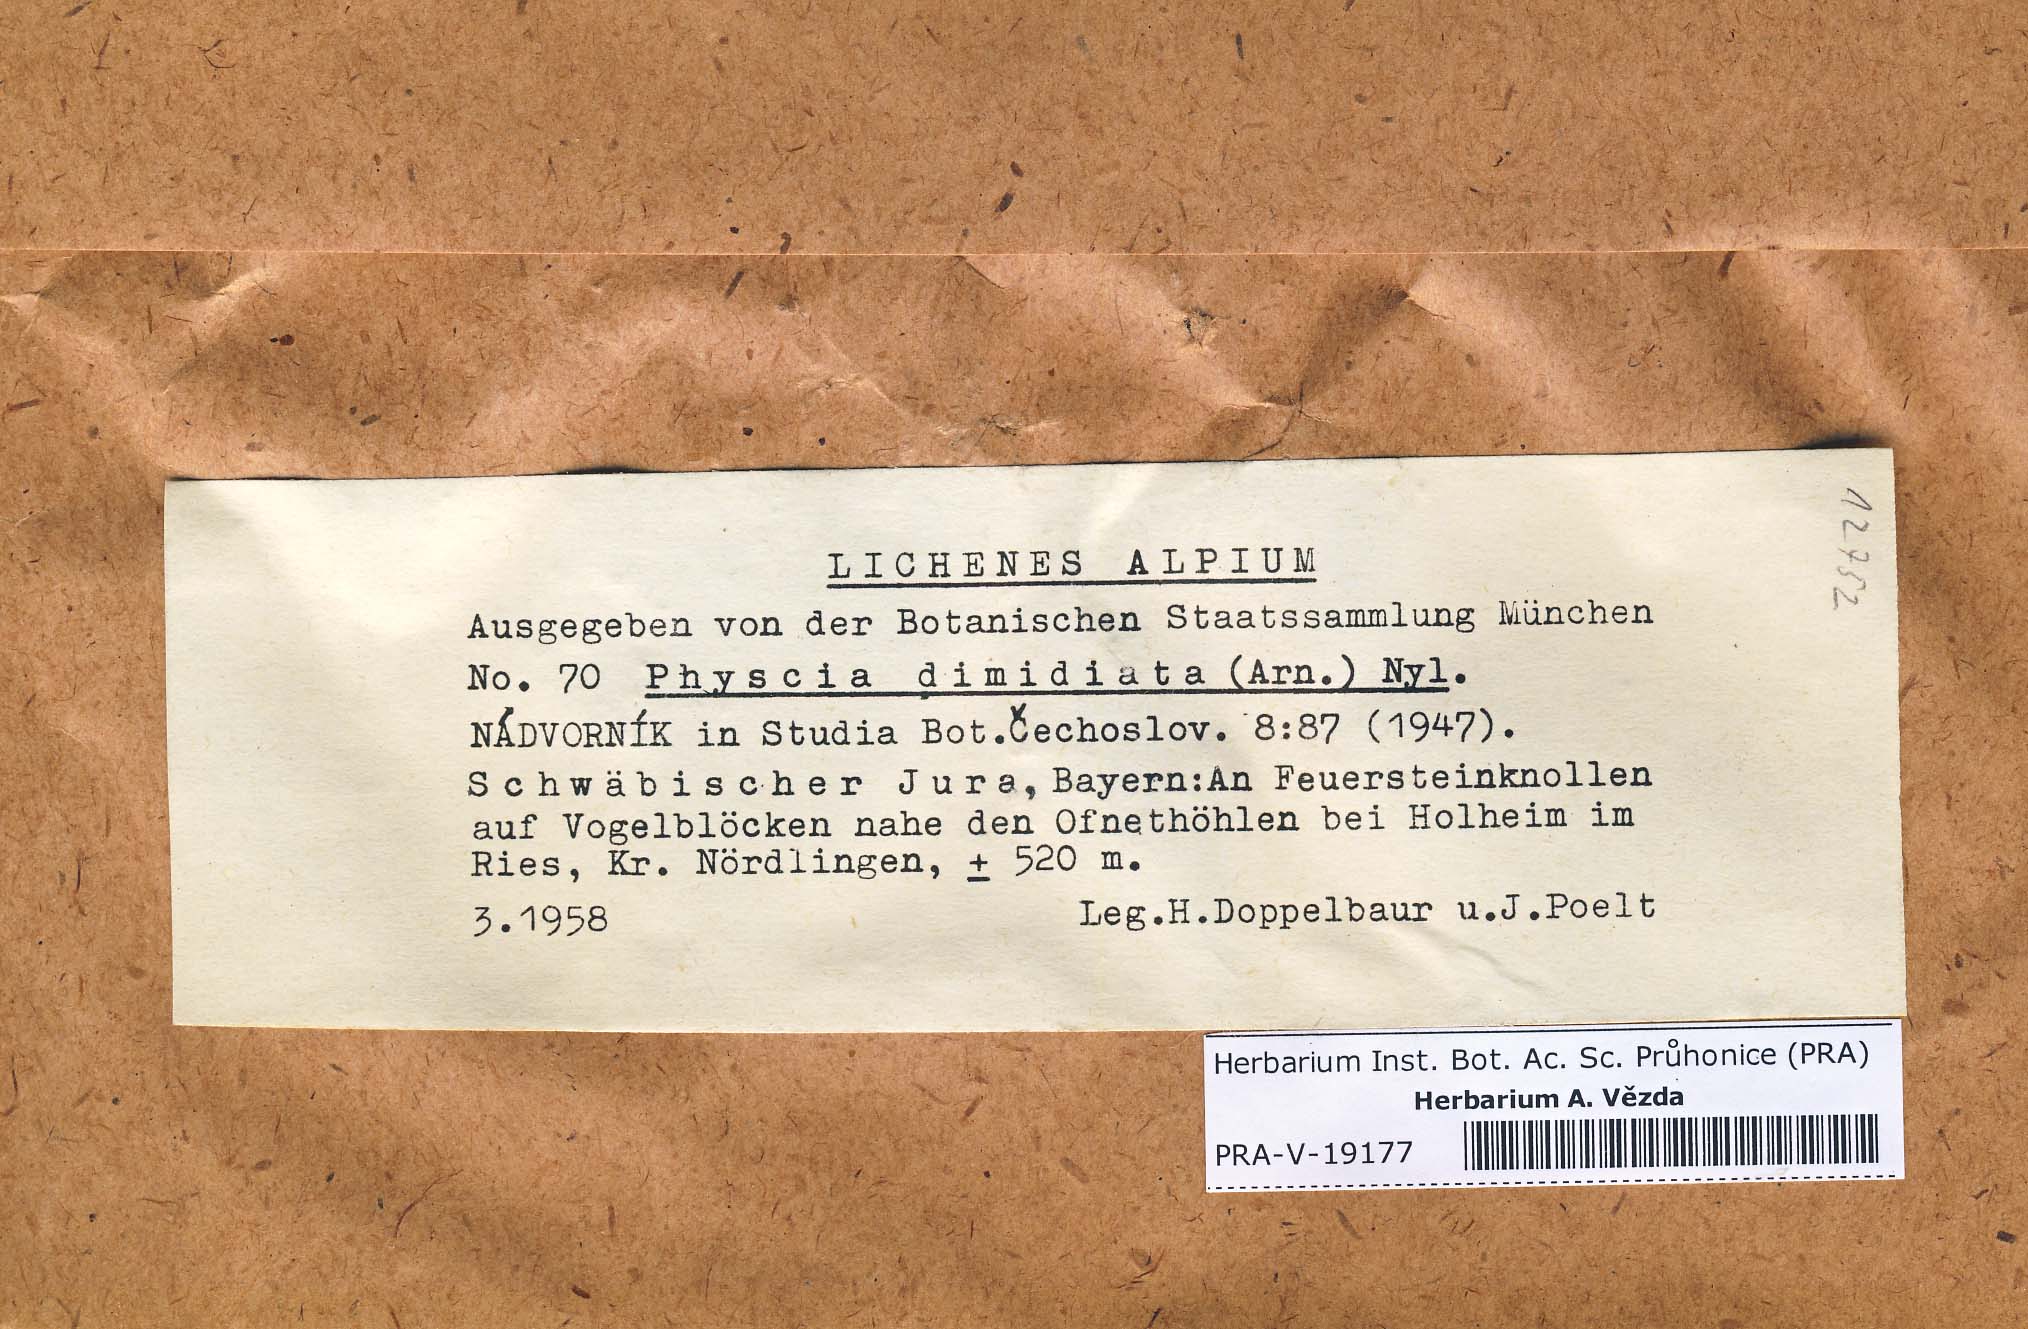 LICHENES ALPIUM
Ausgegeben von der Botanischen Staatssammlung München
No. 70 Physcia dimidiata (Arn.) Nyl.
NÁDVORNÍK in Studia Bot.Čechoslov. 8:87 (1947).
Schwäbischer Jura, Bayern:An Feuersteinknollen
auf Vogelblöcken nahe den Ofnethöhlen bei Holheim im
Ries, Kr. Nördlingen, ± 520 m.
3.1958 Leg.H.Doppelbaur u.J.Poelt
12752
Herbarium Inst. Bot. Ac. Sc. Průhonice (PRA)
Herbarium A. Vězda
PRA-V-19177